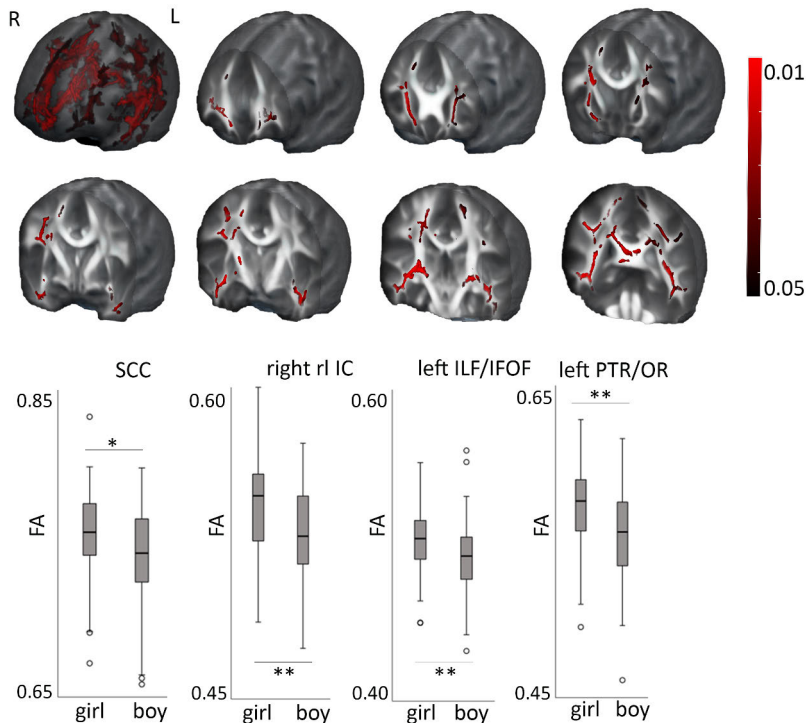 R L
0.01
0.05
SCC right rl IC left ILF/IFOF left PTR/OR
0.85 0.60 0.60 0.65
* ** ** **
FA FA FA FA
0.65 0.45 0.40 0.45
girl boy girl boy girl boy girl boy